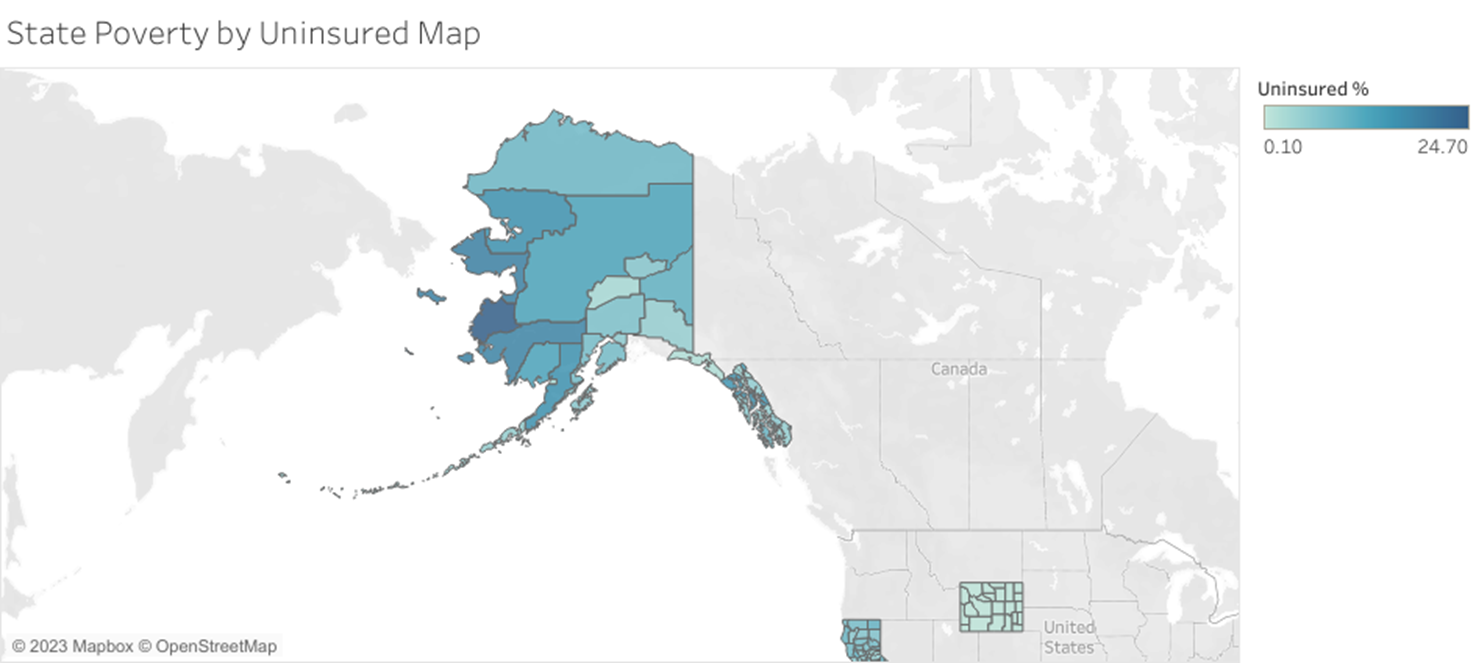 State Poverty by Uninsured Map
Uninsured %
0.10 24.70
Canada
United
States
© 2023 Mapbox © OpenStreetMap